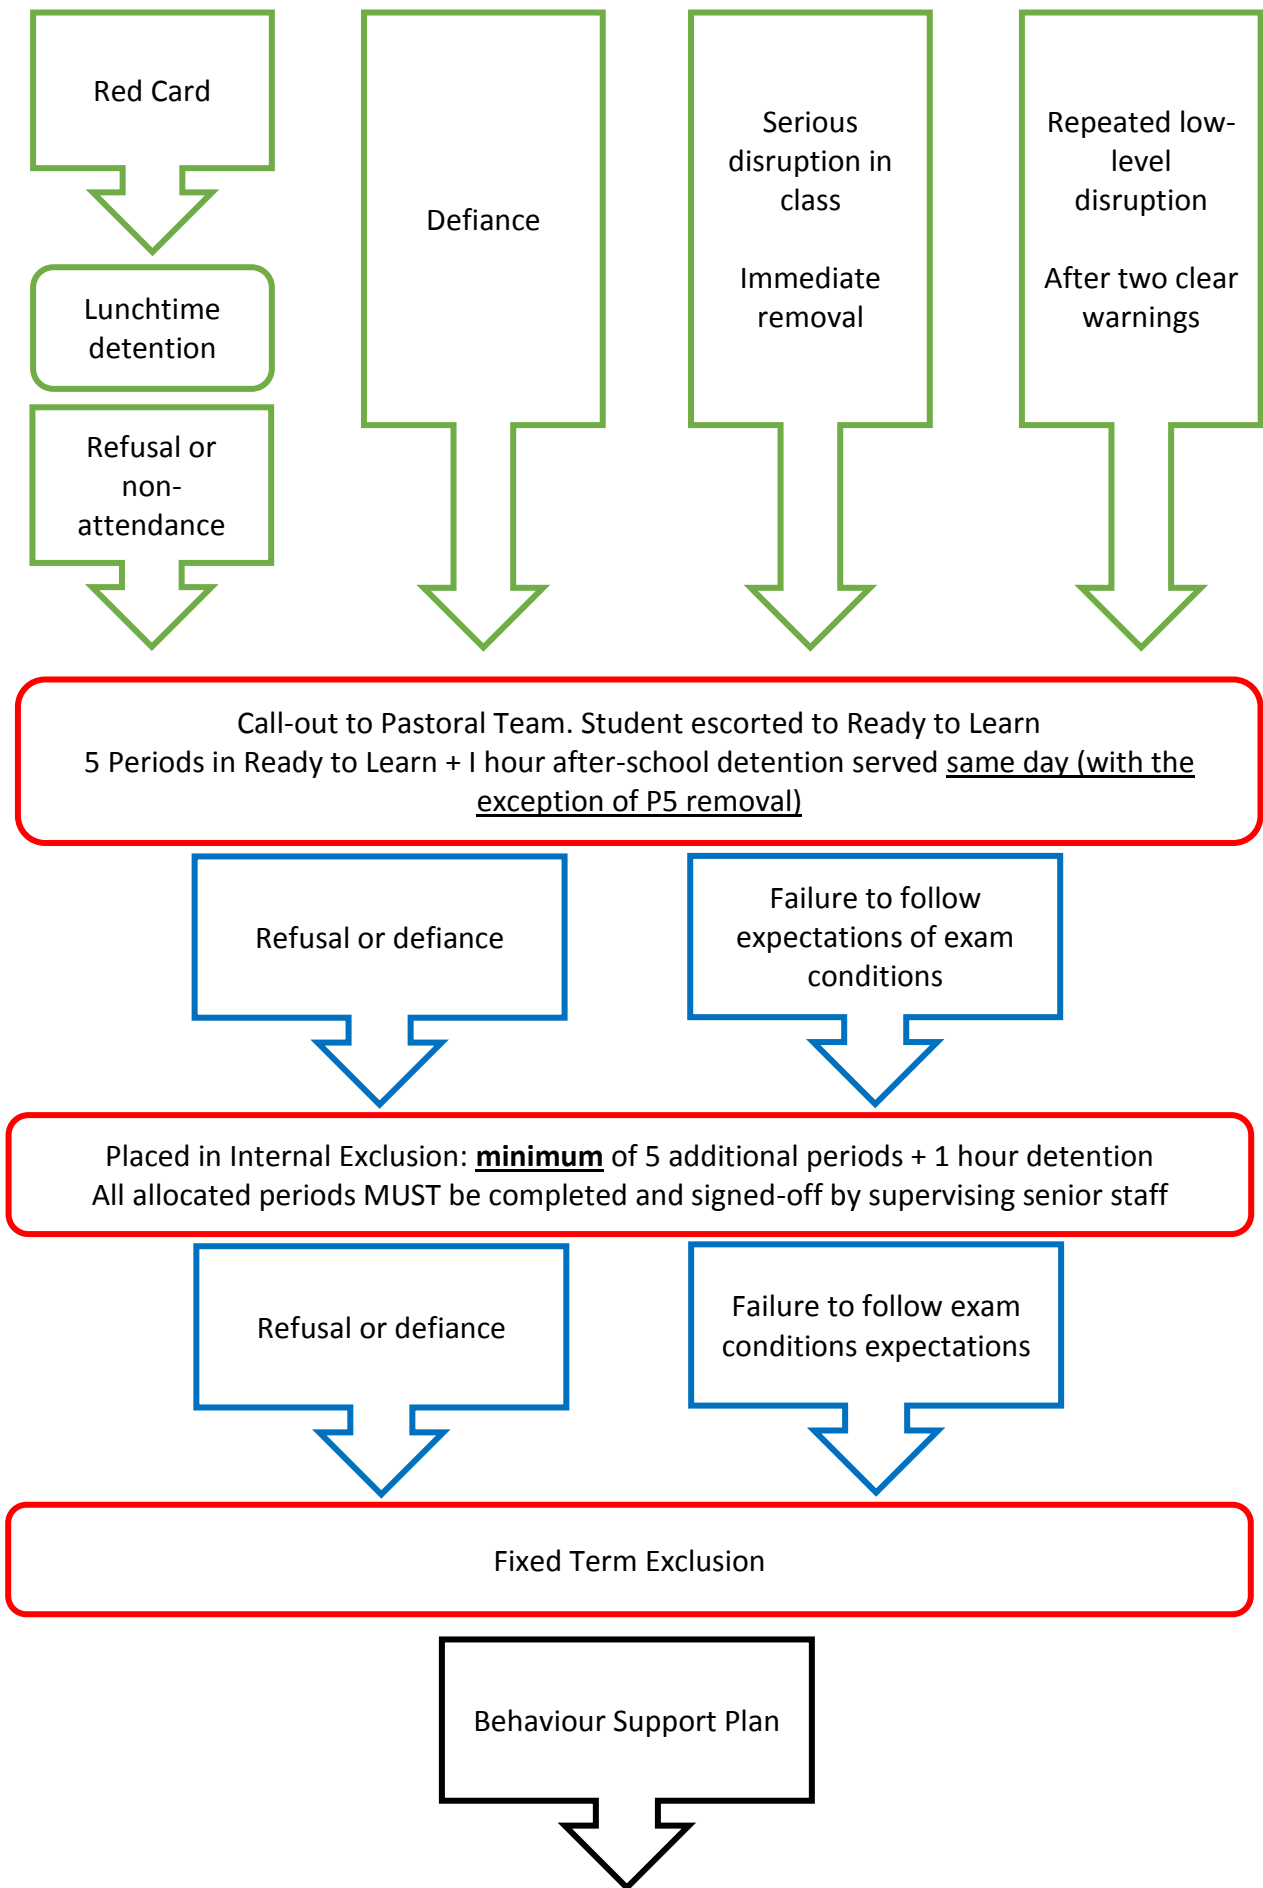 Red Card
Lunchtime
detention
Refusal or
non-
attendance
Defiance
Serious
disruption in
class
Immediate
removal
Repeated low-
level
disruption
After two clear
warnings
Call-out to Pastoral Team. Student escorted to Ready to Learn
5 Periods in Ready to Learn + I hour after-school detention served same day (with the
exception of P5 removal)
Refusal or defiance
Failure to follow
expectations of exam
conditions
Placed in Internal Exclusion: minimum of 5 additional periods + 1 hour detention
All allocated periods MUST be completed and signed-off by supervising senior staff
Refusal or defiance
Failure to follow exam
conditions expectations
Fixed Term Exclusion
Behaviour Support Plan